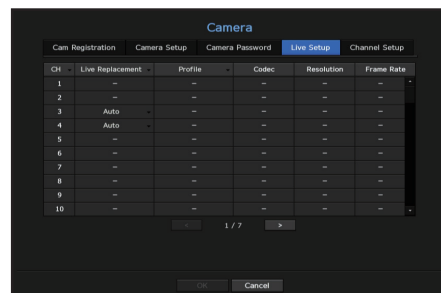 Camera
Cam Registration Camera Setup Camera Password Live Setup Channel Setup
CH Live Replacement Profile Codec Resolution Frame Rate
1 – – – – –
2 – – – – –
3 Auto – – – –
4 Auto – – – –
5 – – – – –
6 – – – – –
7 – – – – –
8 – – – – –
9 – – – – –
10 – – – – –
< 1 / 7 >
OK Cancel